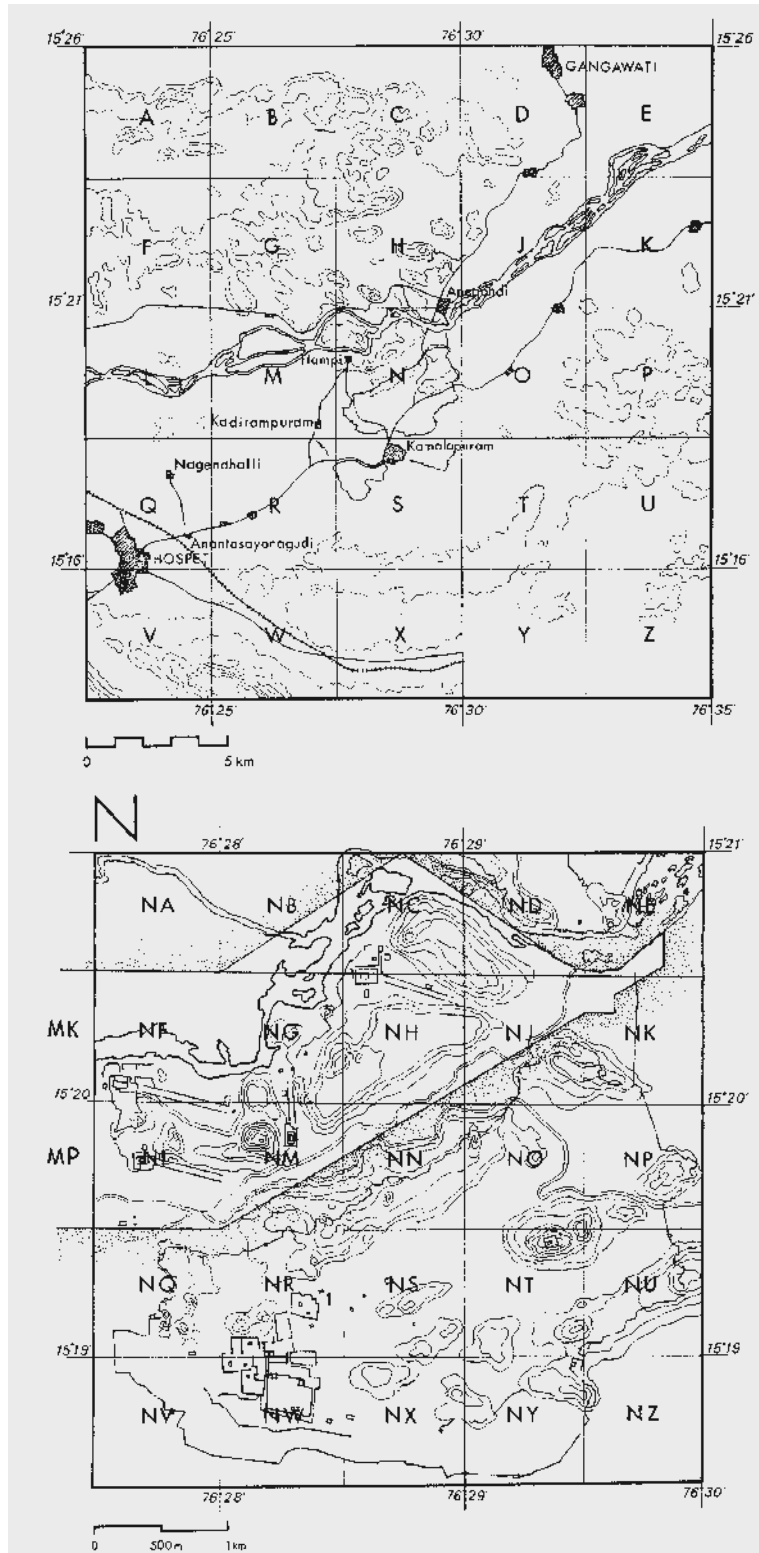 76°25' 76°30'
15°26' 15°26'
GANGAWATI
A B C D E
F G H J K
15°21' Anegondi 15°21'
Hampi
L M N O P
Kadirampuram
Kamalapuram
Nagenahalli
Q R S T U
Anantasayanagudi
15°16' HOSPET 15°16'
V W X Y Z
76°25' 76°30' 76°35'
0 5 km
N
76°28' 76°29' 15°21'
NA NB NC ND NE
MK NF NG NH NJ NK
15°20' 15°20'
MP NL NM NN NO NP
NQ NR 1 NS NT NU
15°19' 15°19'
NV NW NX NY NZ
76°28' 76°29' 76°30'
0 500m 1km